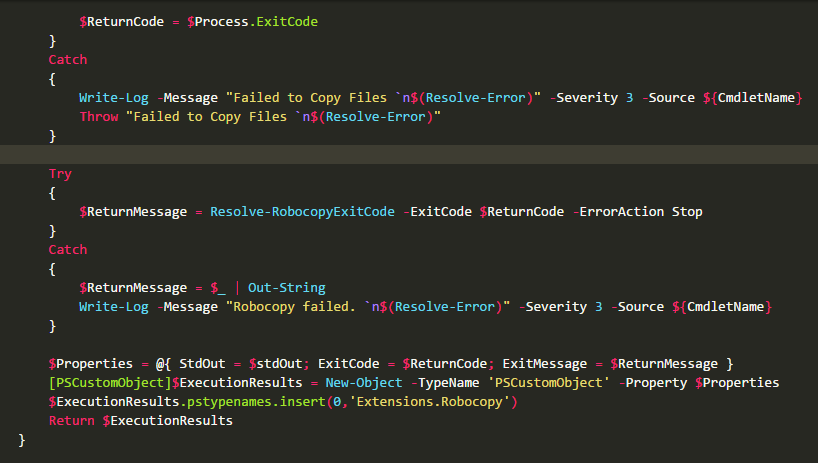 $ReturnCode = $Process.ExitCode
}
Catch
{
Write-Log -Message "Failed to Copy Files `n$(Resolve-Error)" -Severity 3 -Source ${CmdletName}
Throw "Failed to Copy Files `n$(Resolve-Error)"
}
Try
{
$ReturnMessage = Resolve-RobocopyExitCode -ExitCode $ReturnCode -ErrorAction Stop
}
Catch
{
$ReturnMessage = $_ | Out-String
Write-Log -Message "Robocopy failed. `n$(Resolve-Error)" -Severity 3 -Source ${CmdletName}
}
$Properties = @{ StdOut = $stdOut; ExitCode = $ReturnCode; ExitMessage = $ReturnMessage }
[PSCustomObject]$ExecutionResults = New-Object -TypeName 'PSCustomObject' -Property $Properties
$ExecutionResults.pstypenames.insert(0,'Extensions.Robocopy')
Return $ExecutionResults
}